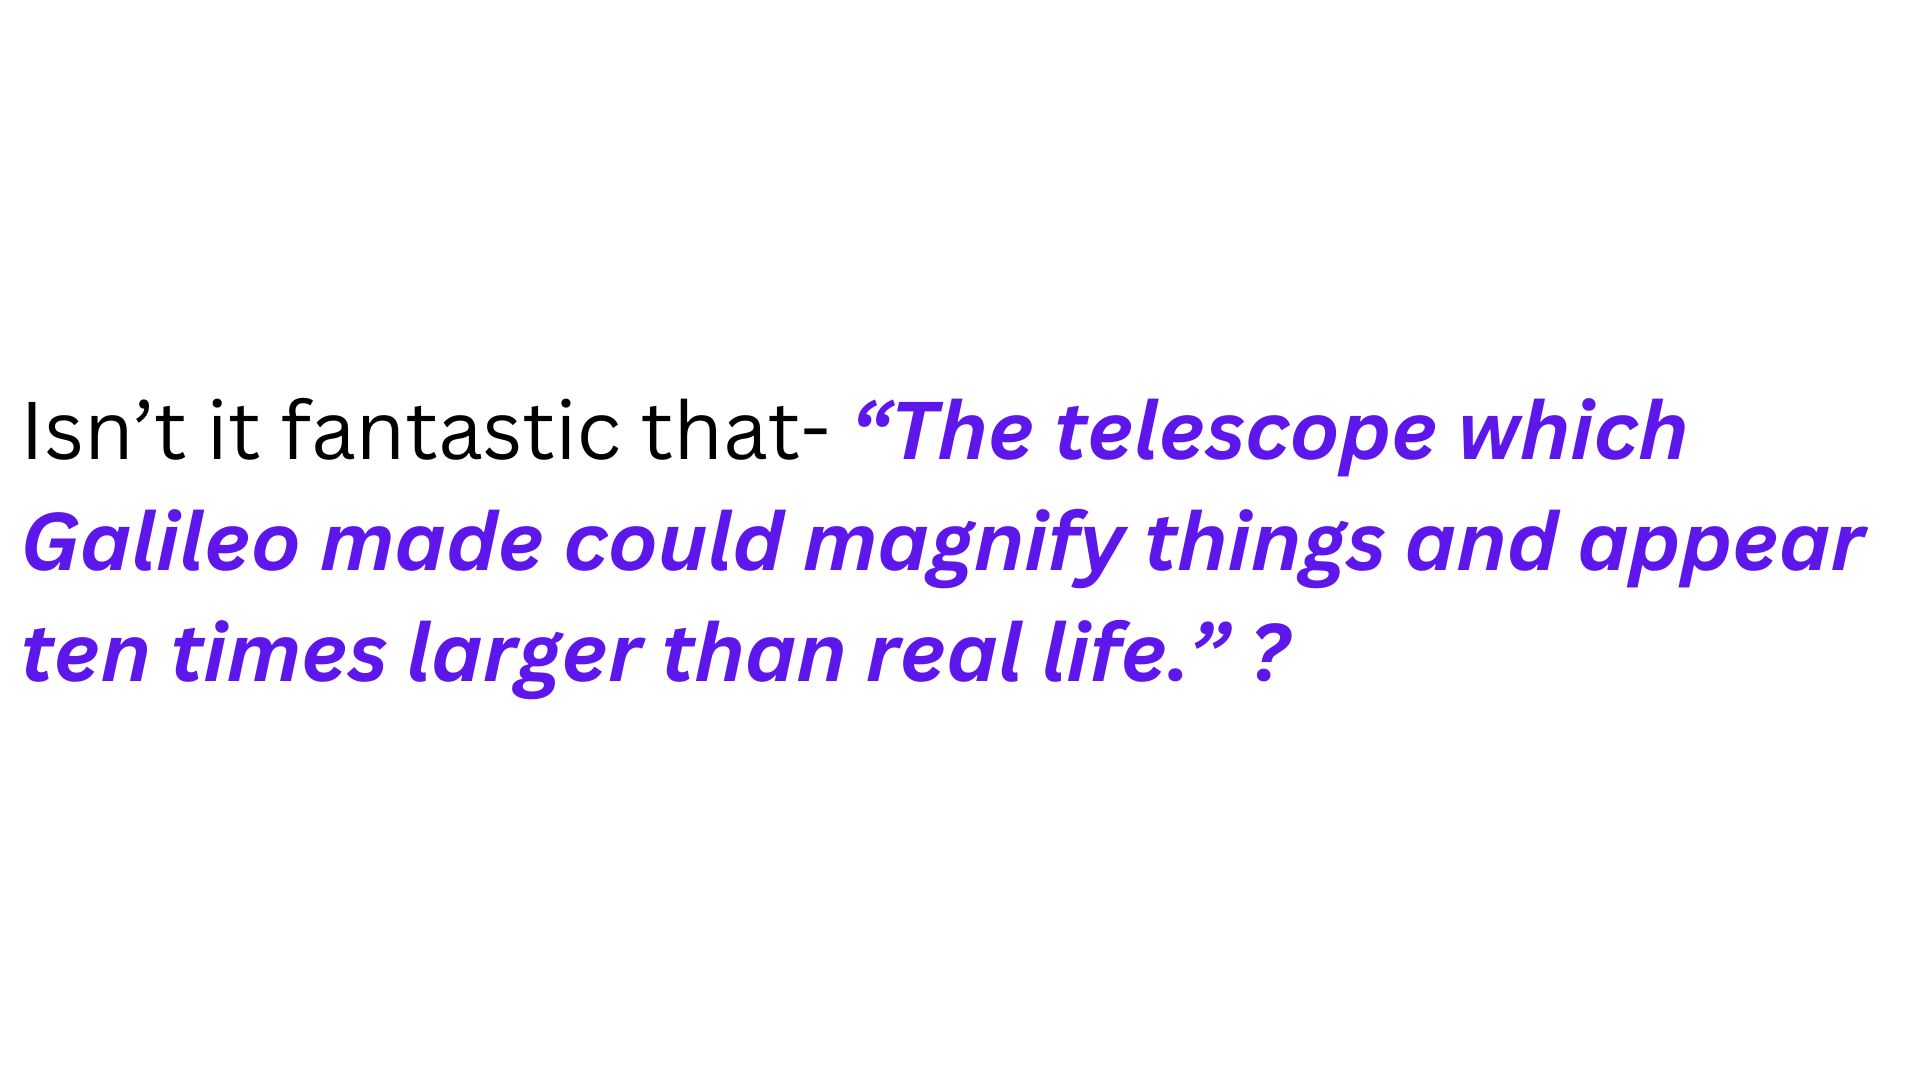 Isn’t it fantastic that- “The telescope which
Galileo made could magnify things and appear
ten times larger than real life.” ?